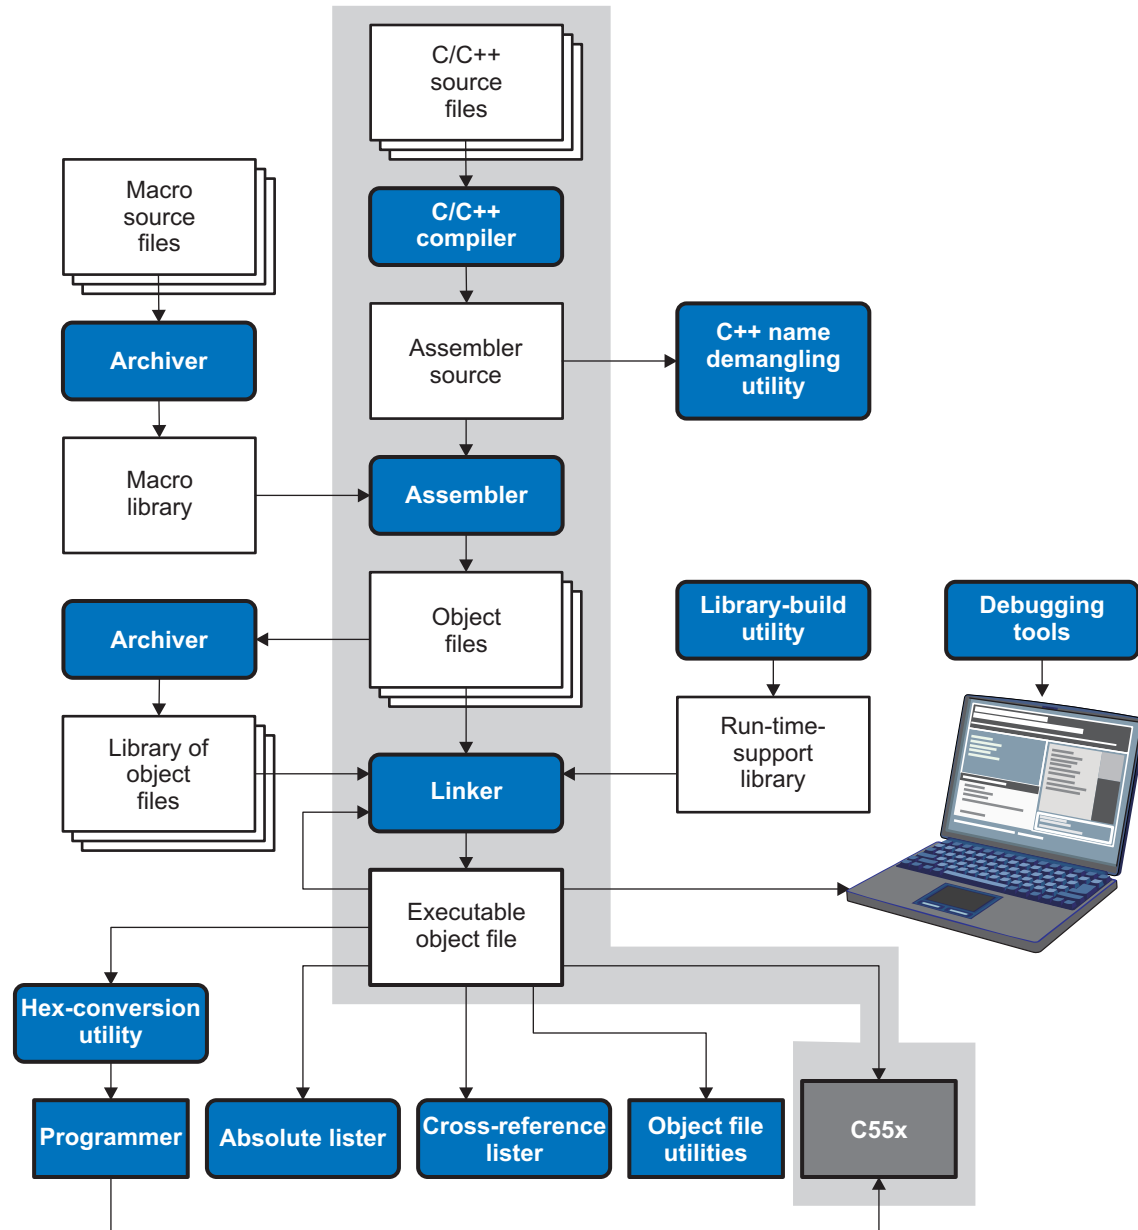 C/C++
source
files
Macro
source
files
C/C++
compiler
Archiver
Assembler
source
C++ name
demangling
utility
Macro
library
Assembler
Archiver
Object
files
Library-build
utility
Debugging
tools
Library of
object
files
Linker
Run-time-
support
library
Executable
object file
Hex-conversion
utility
Programmer
Absolute lister
Cross-reference
lister
Object file
utilities
C55x